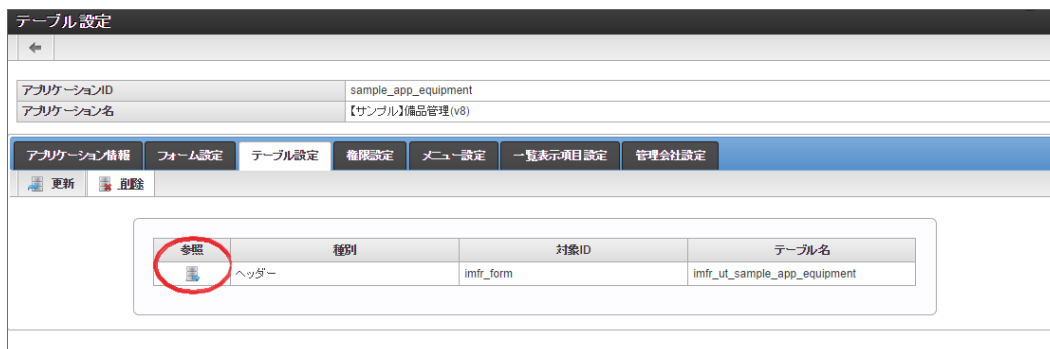 テーブル設定
アプリケーションID sample_app_equipment
アプリケーション名 【サンプル】備品管理(v8)
アプリケーション情報 フォーム設定 テーブル設定 権限設定 メニュー設定 一覧表示項目設定 管理会社設定
更新 削除
参照 種別 対象ID テーブル名
ヘッダー imfr_form imfr_ut_sample_app_equipment